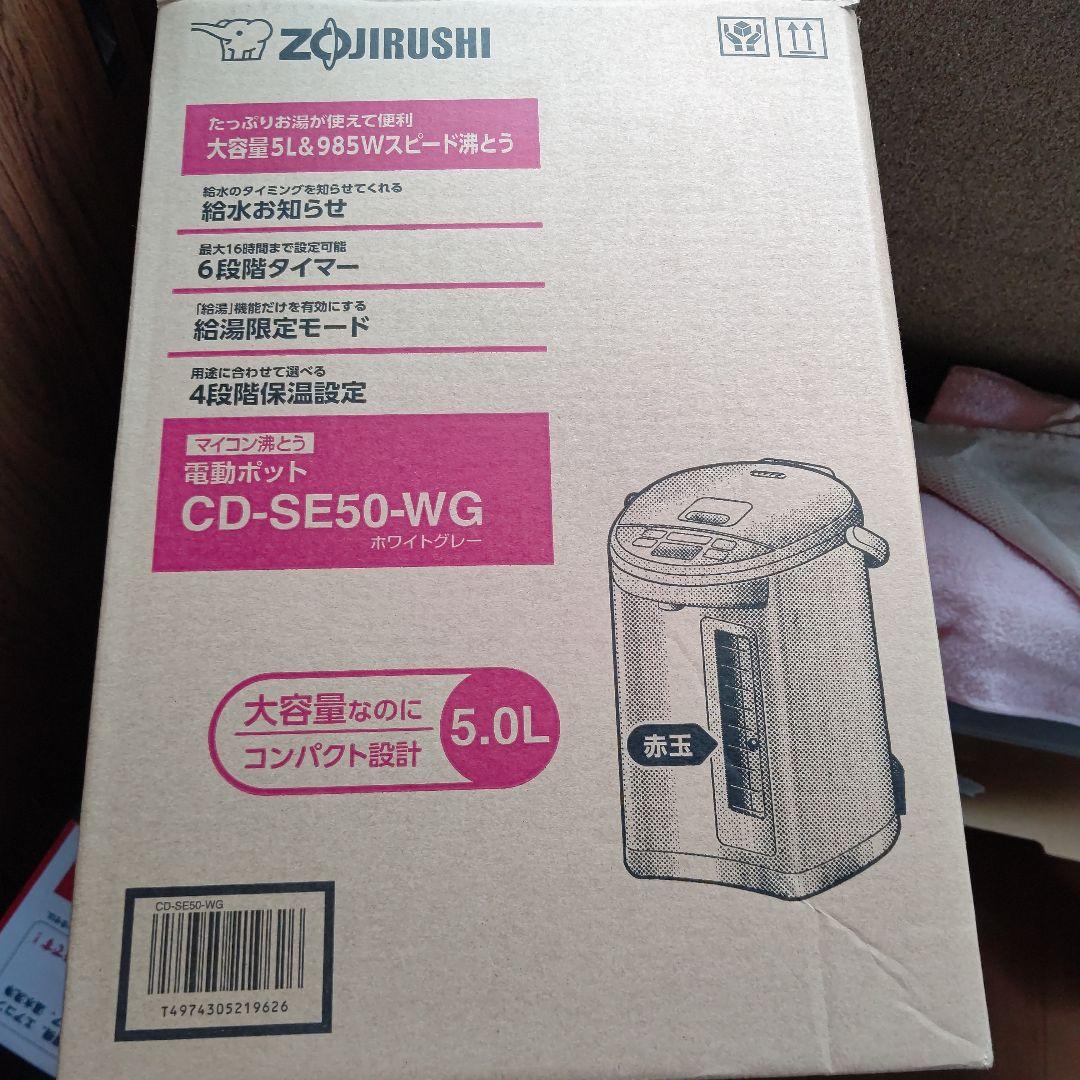 ZOJIRUSHI
たっぷりお湯が使えて便利
大容量5L&985Wスピード沸とう
給水のタイミングを知らせてくれる
給水お知らせ
最大16時間まで設定可能
6段階タイマー
「給湯」機能だけを有効にする
給湯限定モード
用途に合わせて選べる
4段階保温設定
マイコン沸とう
電動ポット
CD-SE50-WG
ホワイトグレー
大容量なのに
コンパクト設計
5.0L
赤玉
CD-SE50-WG
T4974305219626
です!